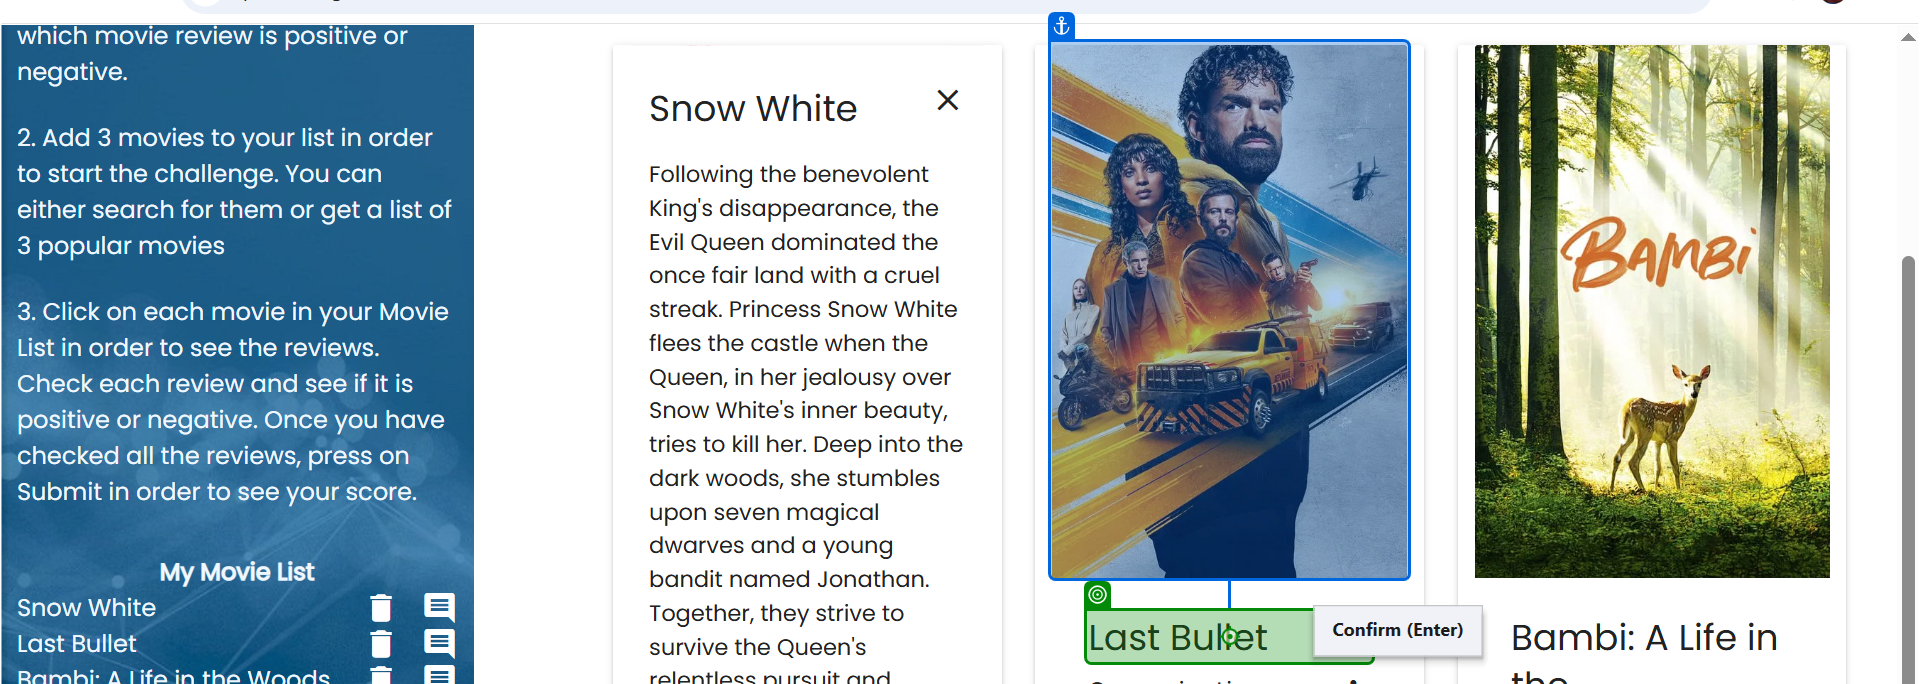 which movie review is positive or
negative.
2. Add 3 movies to your list in order
to start the challenge. You can
either search for them or get a list of
3 popular movies
3. Click on each movie in your Movie
List in order to see the reviews.
Check each review and see if it is
positive or negative. Once you have
checked all the reviews, press on
Submit in order to see your score.
My Movie List
Snow White
Last Bullet
Bambi: A Life in the Woods
Snow White
Following the benevolent
King's disappearance, the
Evil Queen dominated the
once fair land with a cruel
streak. Princess Snow White
flees the castle when the
Queen, in her jealousy over
Snow White's inner beauty,
tries to kill her. Deep into the
dark woods, she stumbles
upon seven magical
dwarves and a young
bandit named Jonathan.
Together, they strive to
survive the Queen's
relentless pursuit and
Last Bullet
Confirm (Enter)
BAMBI
Bambi: A Life in
the